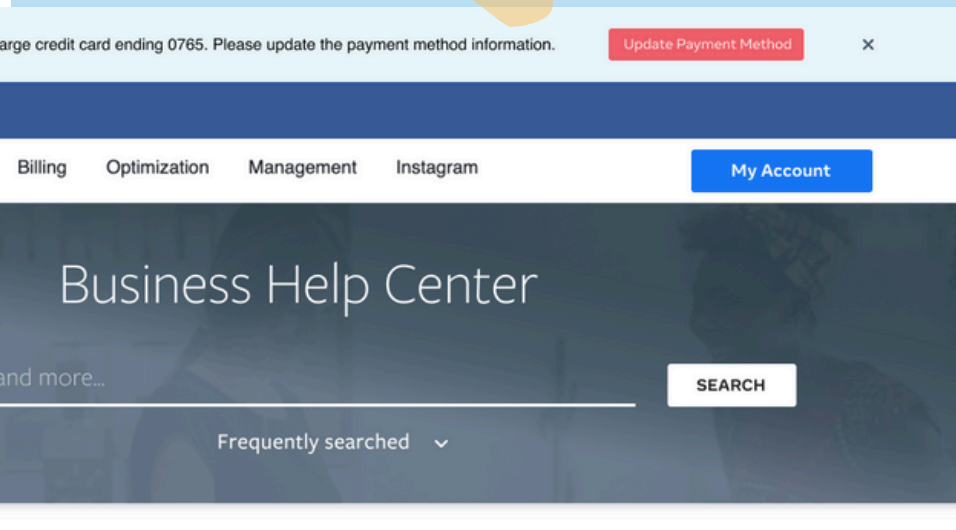 arge credit card ending 0765. Please update the payment method information.
Update Payment Method
×
Billing Optimization Management Instagram
My Account
Business Help Center
and more...
SEARCH
Frequently searched